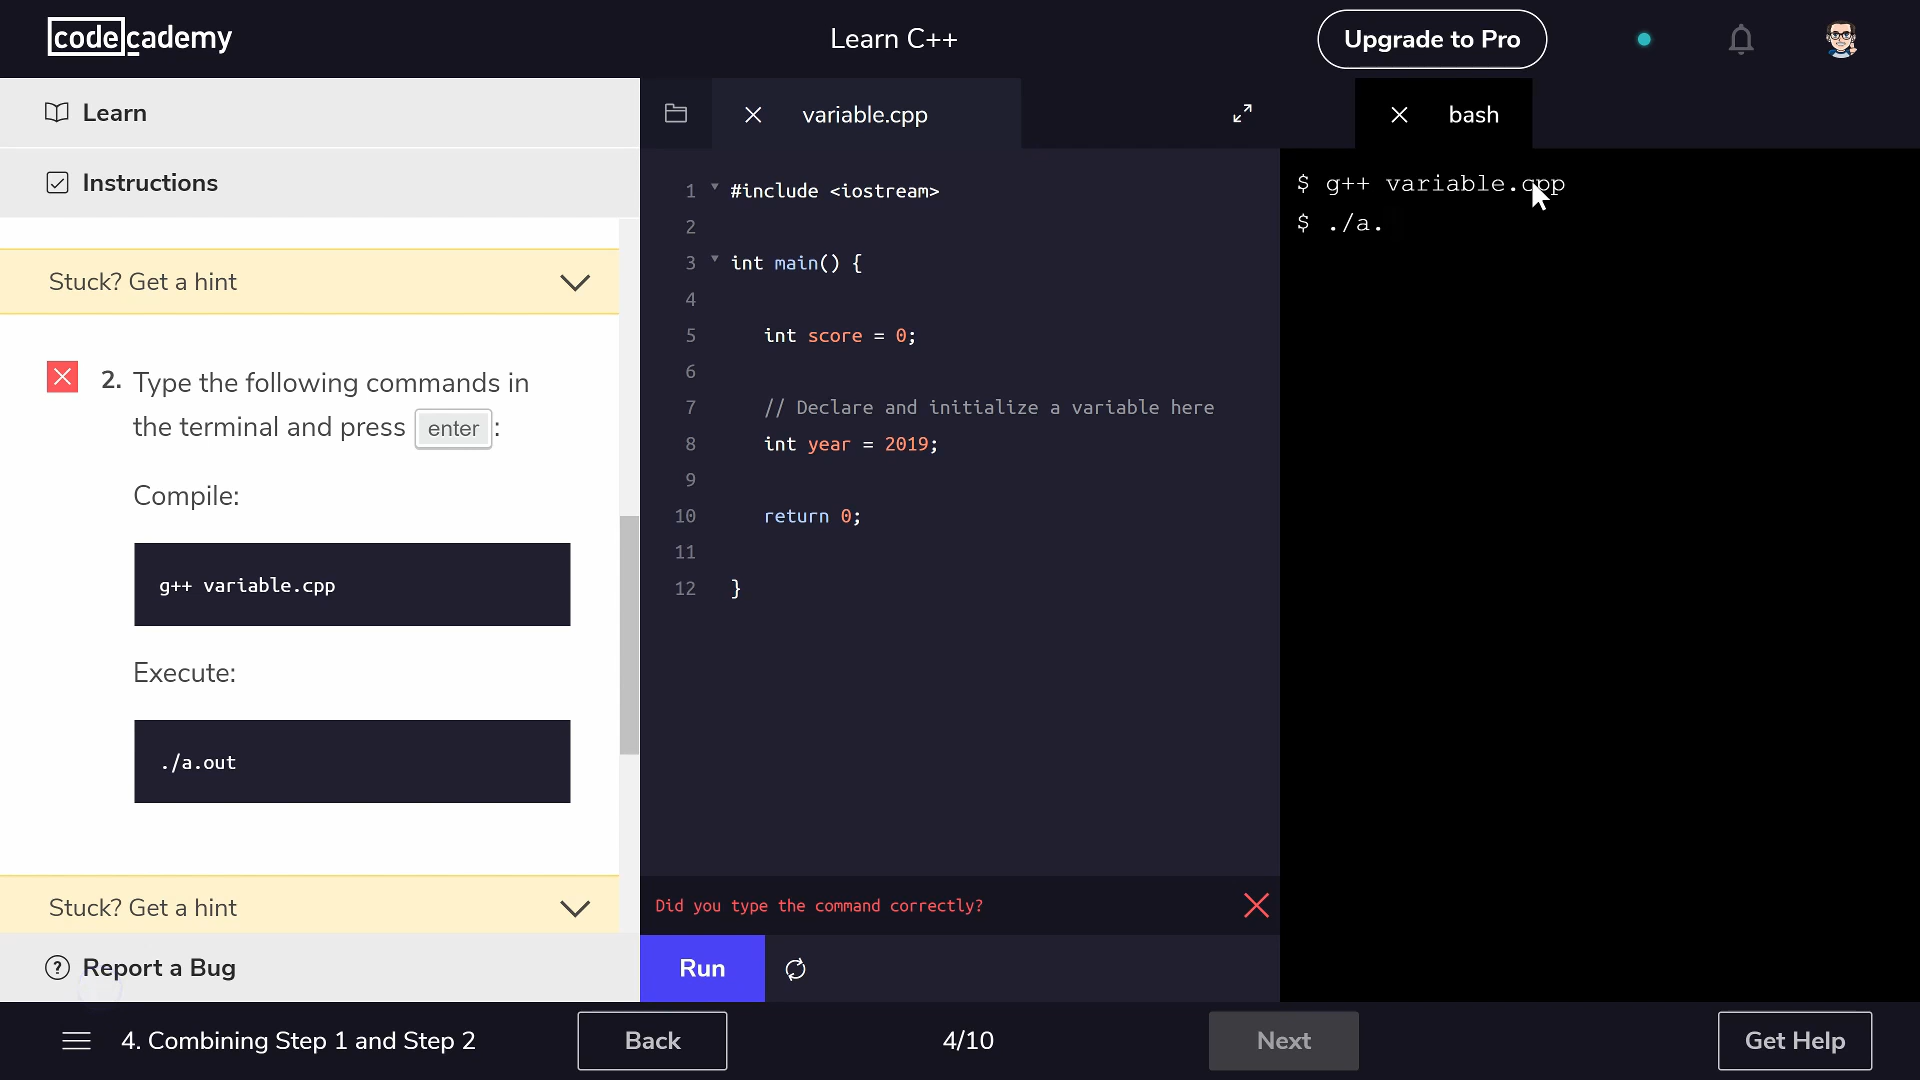 codecademy
Learn C++
Upgrade to Pro
Learn
Instructions
Stuck? Get a hint
2. Type the following commands in
the terminal and press enter:
Compile:
g++ variable.cpp
Execute:
./a.out
Stuck? Get a hint
Report a Bug
variable.cpp
1 #include <iostream>
2
3 int main() {
4
5 int score = 0;
6
7 // Declare and initialize a variable here
8 int year = 2019;
9
10 return 0;
11
12 }
Did you type the command correctly?
Run
bash
$ g++ variable.cpp
$ ./a.
4. Combining Step 1 and Step 2
Back
4/10
Next
Get Help